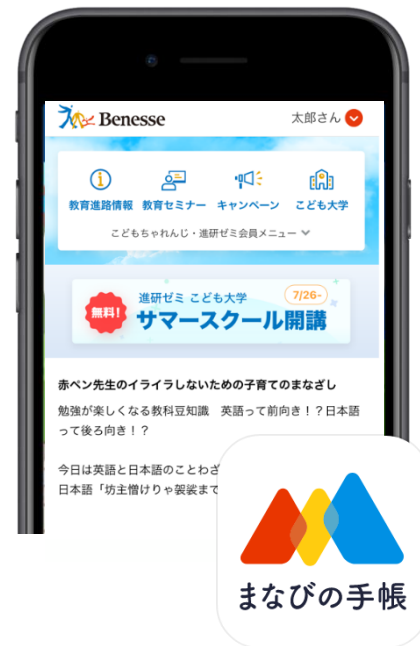 Benesse
太郎さん
教育進路情報 教育セミナー キャンペーン こども大学
こどもちゃれんじ・進研ゼミ会員メニュー
無料!
進研ゼミ こども大学
7/26-
サマースクール開講
赤ペン先生のイライラしないための子育てのまなざし
勉強が楽しくなる教科豆知識 英語って前向き!?日本語
って後ろ向き!?
今日は英語と日本語のことわざ
日本語「坊主憎けりゃ袈裟まで
まなびの手帳